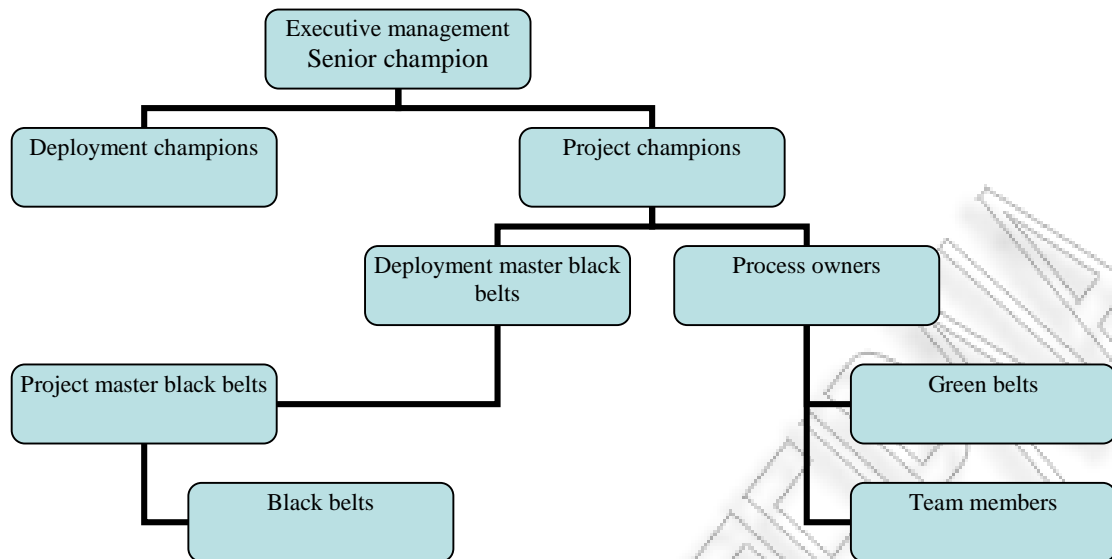 Executive management
Senior champion
Deployment champions
Project champions
Deployment master black
belts
Process owners
Project master black belts
Green belts
Black belts
Team members